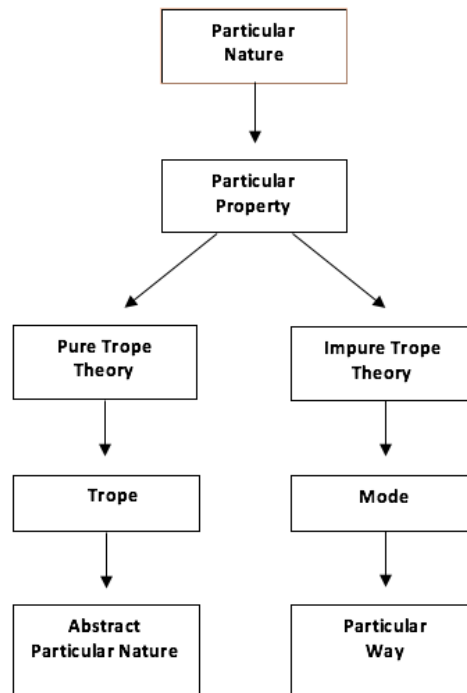 Particular
Nature
Particular
Property
Pure Trope
Theory
Impure Trope
Theory
Trope
Mode
Abstract
Particular Nature
Particular
Way